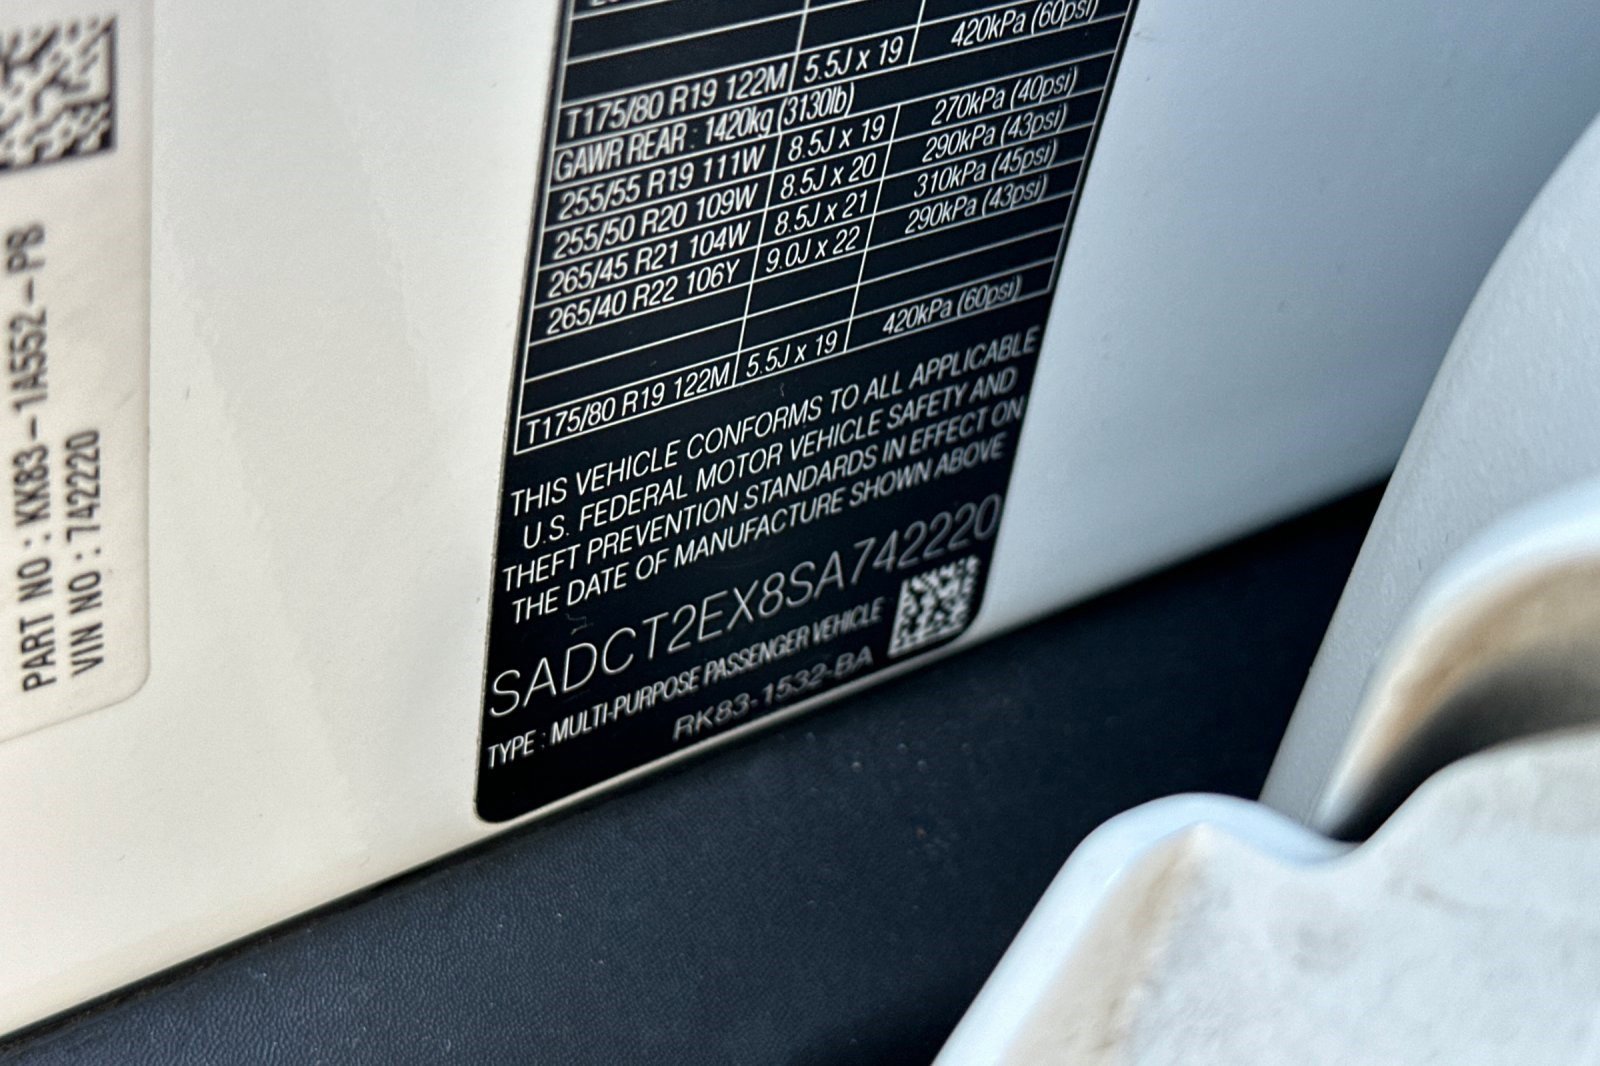 PART NO : KK83-1A552-P8
VIN NO : 742220
T175/80 R19 122M 5.5J x 19 420kPa (60psi)
GAWR REAR : 1420kg (3130lb)
255/55 R19 111W 8.5J x 19 270kPa (40psi)
255/50 R20 109W 8.5J x 20 290kPa (43psi)
265/45 R21 104W 8.5J x 21 310kPa (45psi)
265/40 R22 106Y 9.0J x 22 290kPa (43psi)
T175/80 R19 122M 5.5J x 19 420kPa (60psi)
THIS VEHICLE CONFORMS TO ALL APPLICABLE
U.S. FEDERAL MOTOR VEHICLE SAFETY AND
THEFT PREVENTION STANDARDS IN EFFECT ON
THE DATE OF MANUFACTURE SHOWN ABOVE
SADCT2EX8SA742220
TYPE : MULTI-PURPOSE PASSENGER VEHICLE
RK83-1532-BA